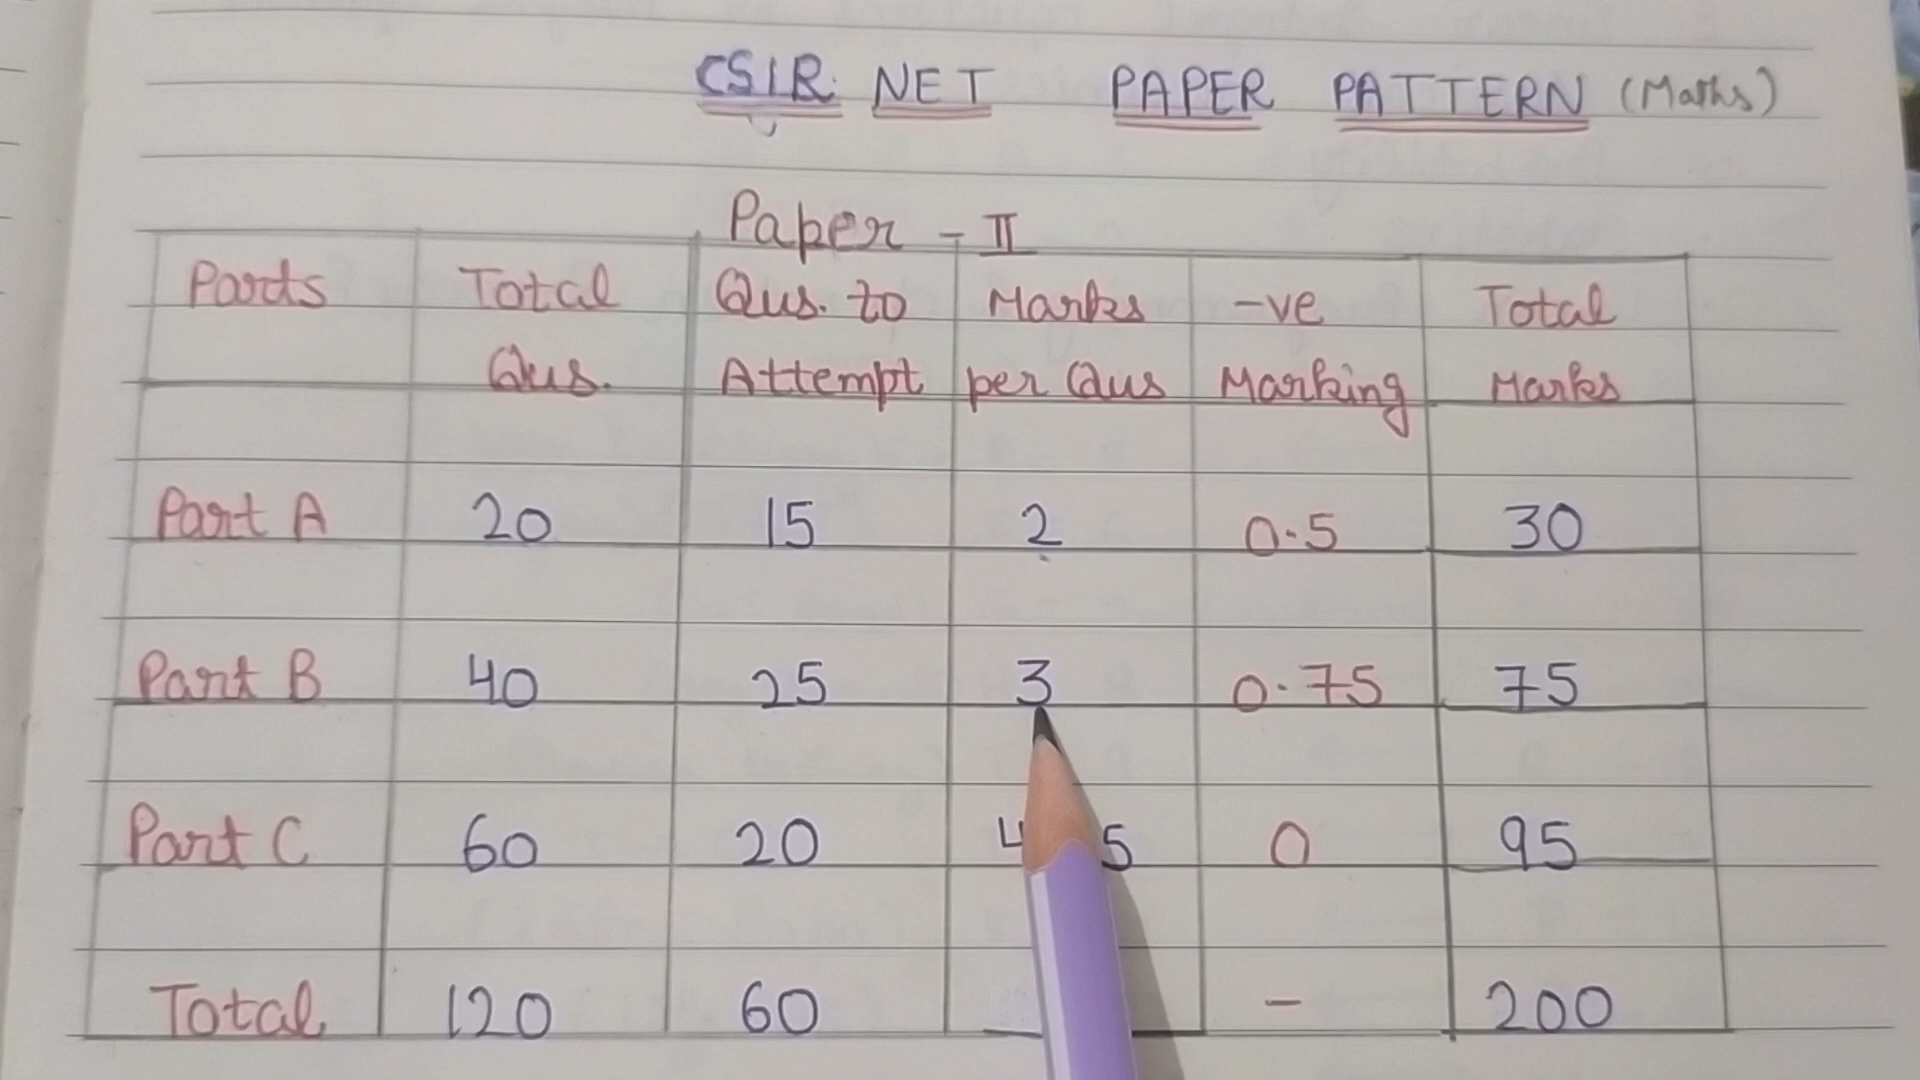 CSIR NET PAPER PATTERN (Maths)
Paper - II
Parts Total Qus. to Marks -ve Total
Qus. Attempt per Qus Marking Marks
Part A 20 15 2 0.5 30
Part B 40 25 3 0.75 75
Part C 60 20 0 95
Total 120 60 - 200